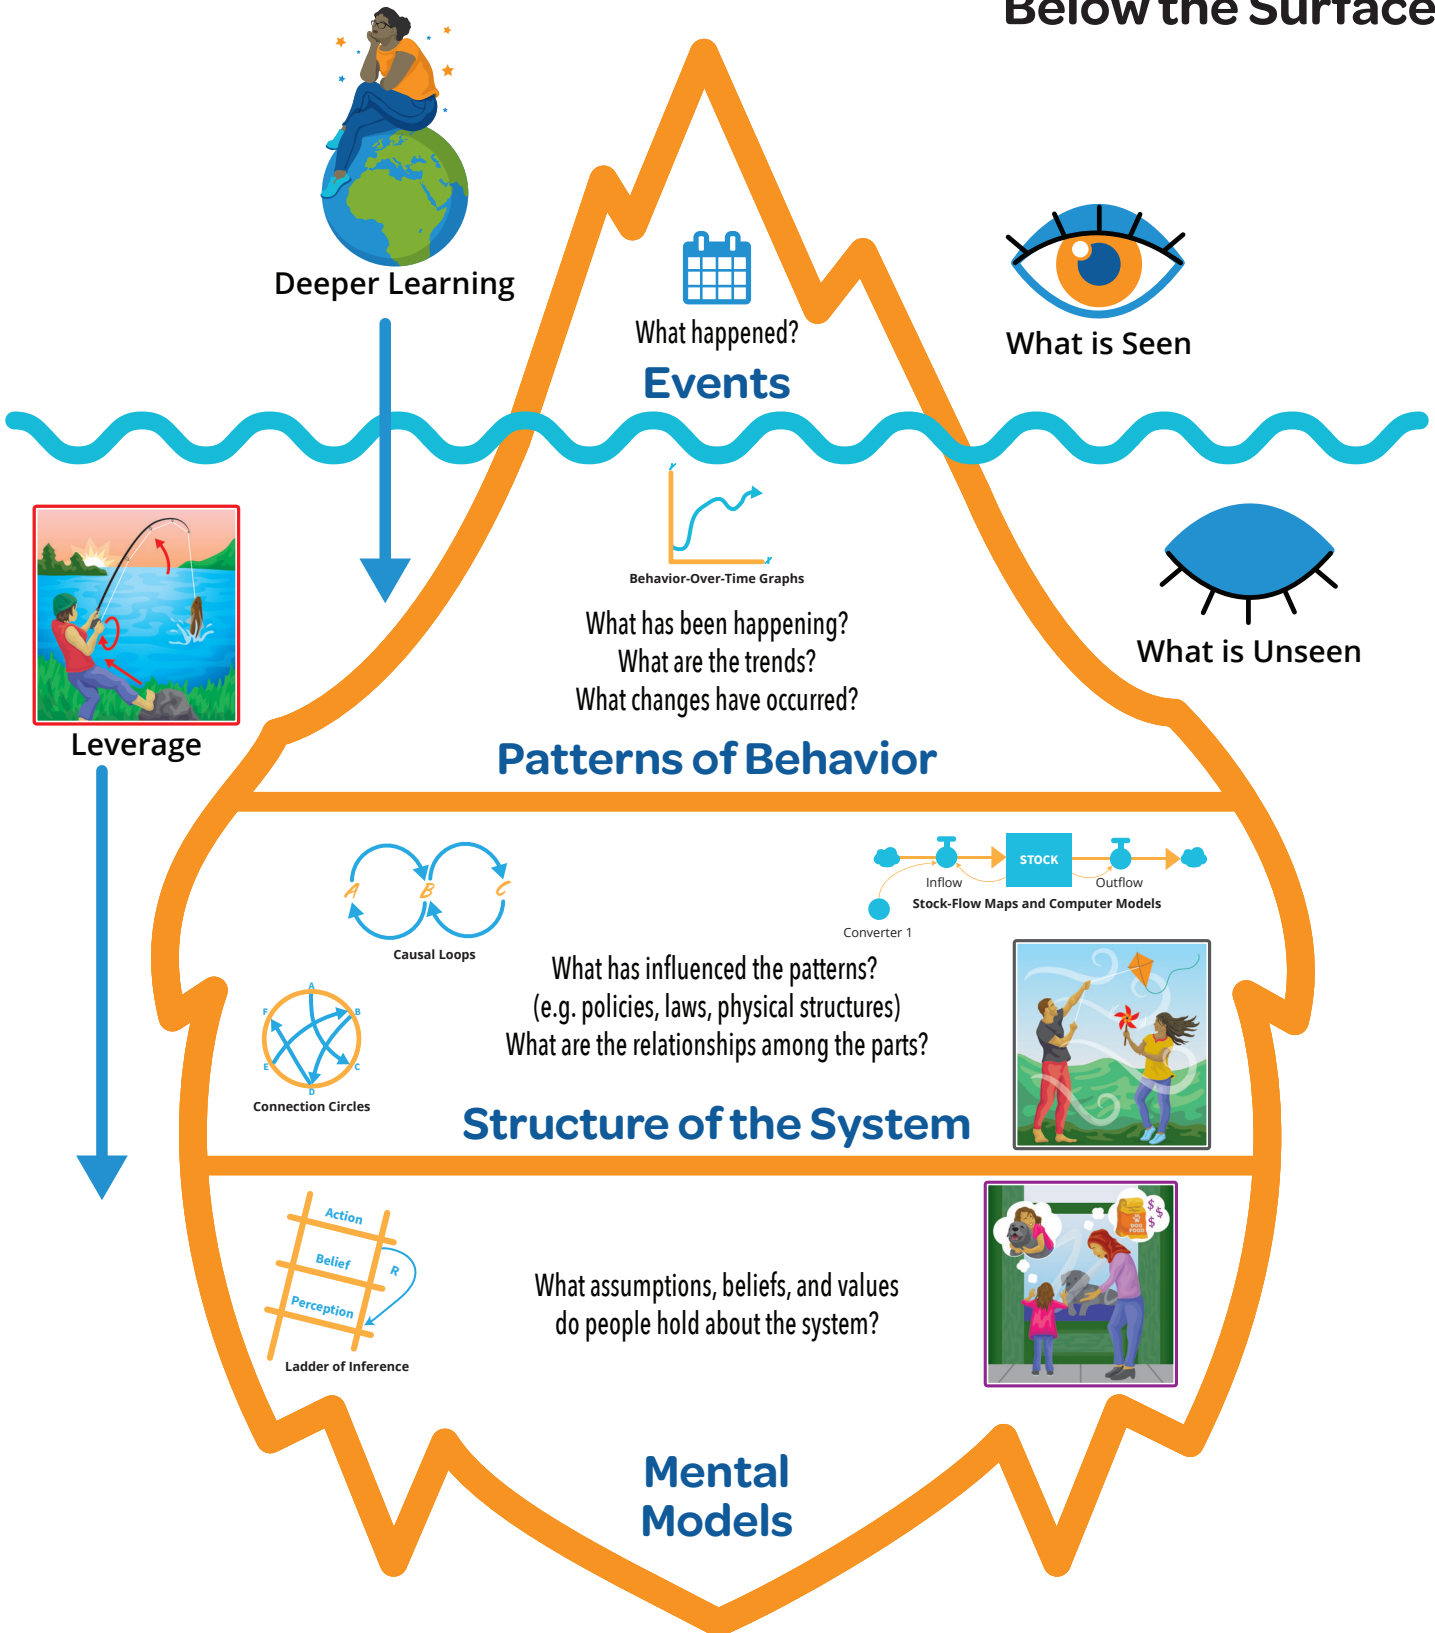 Below the Surface
Deeper Learning
What happened?
Events
What is Seen
Y
X
Behavior-Over-Time Graphs
What has been happening?
What are the trends?
What changes have occurred?
Patterns of Behavior
What is Unseen
Leverage
A B C
Causal Loops
STOCK
Inflow
Outflow
Stock-Flow Maps and Computer Models
Converter 1
What has influenced the patterns?
(e.g. policies, laws, physical structures)
What are the relationships among the parts?
A
F B
E C
D
Connection Circles
Structure of the System
Action
Belief
R
Perception
Ladder of Inference
What assumptions, beliefs, and values
do people hold about the system?
DOG
FOOD
$
$
$
Mental
Models